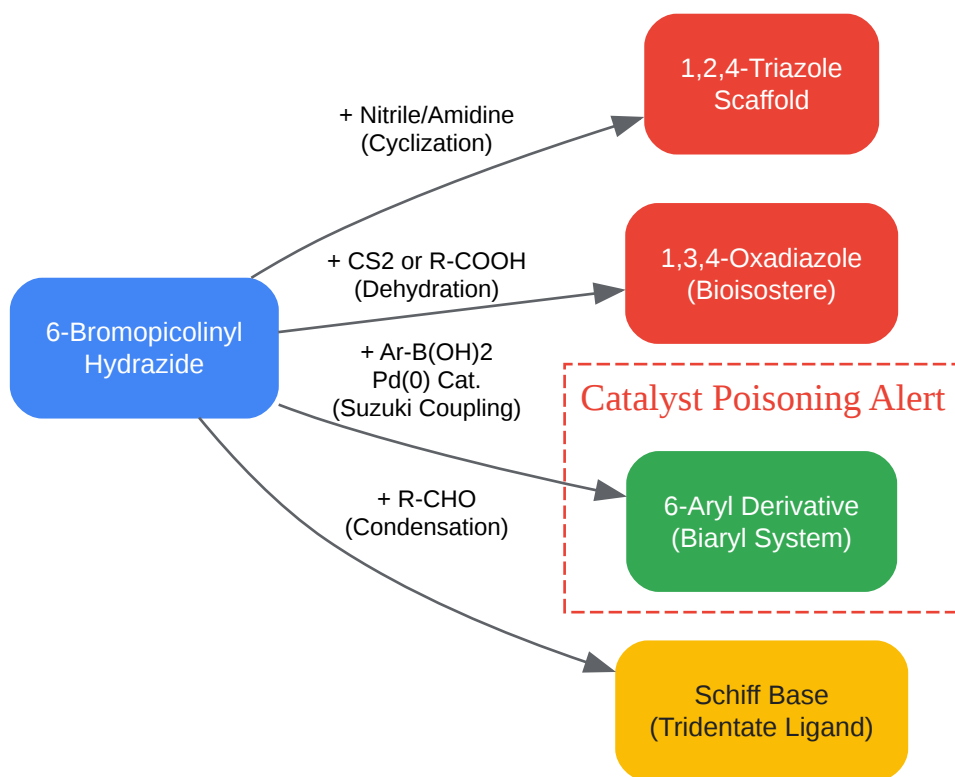 1,2,4-Triazole
Scaffold
+ Nitrile/Amidine
(Cyclization)
+ CS2 or R-COOH
(Dehydration)
1,3,4-Oxadiazole
(Bioisostere)
6-Bromopicolinyl
Hydrazide
+ Ar-B(OH)2
Pd(0) Cat.
(Suzuki Coupling)
Catalyst Poisoning Alert
6-Aryl Derivative
(Biaryl System)
+ R-CHO
(Condensation)
Schiff Base
(Tridentate Ligand)